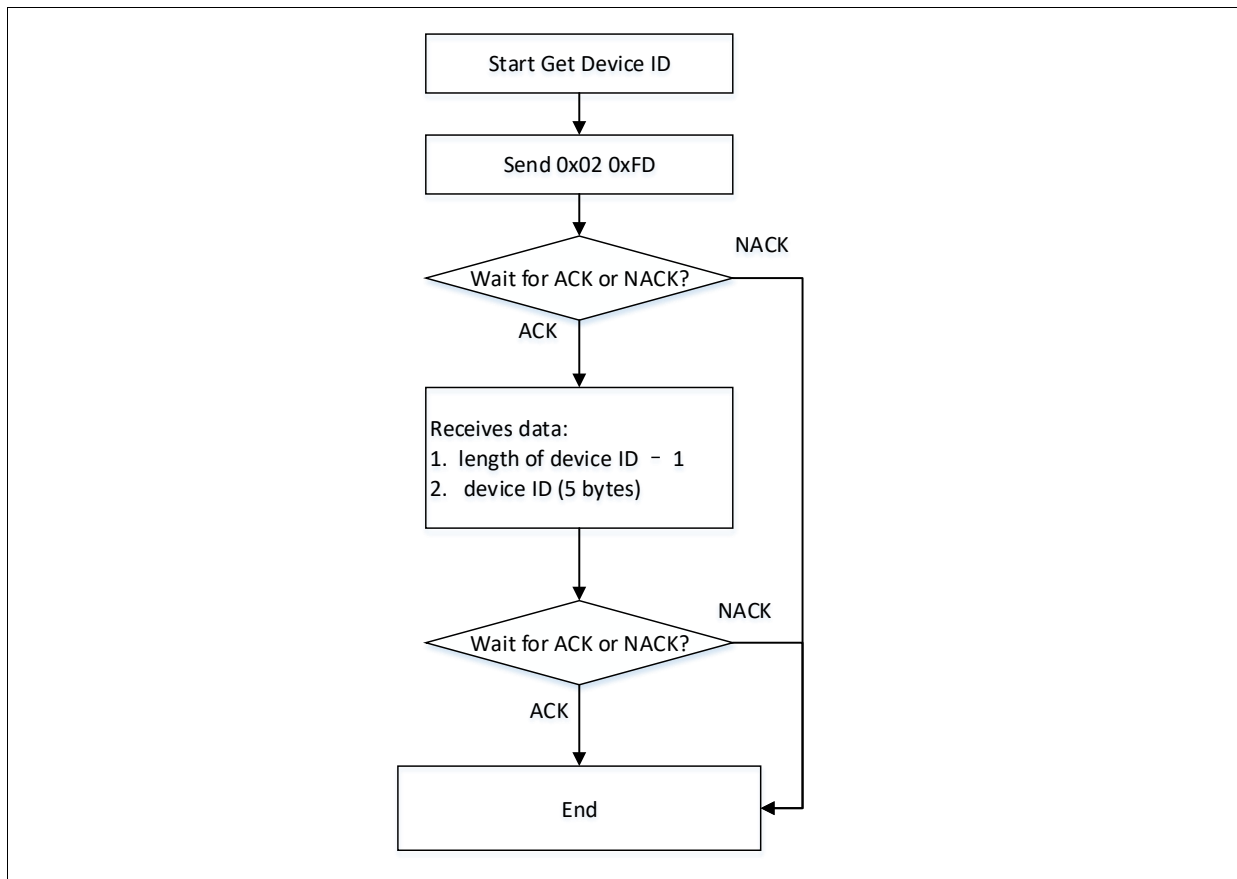 Start Get Device ID
Send 0x02 0xFD
NACK
Wait for ACK or NACK?
ACK
Receives data:
1. length of device ID - 1
2. device ID (5 bytes)
NACK
Wait for ACK or NACK?
ACK
End